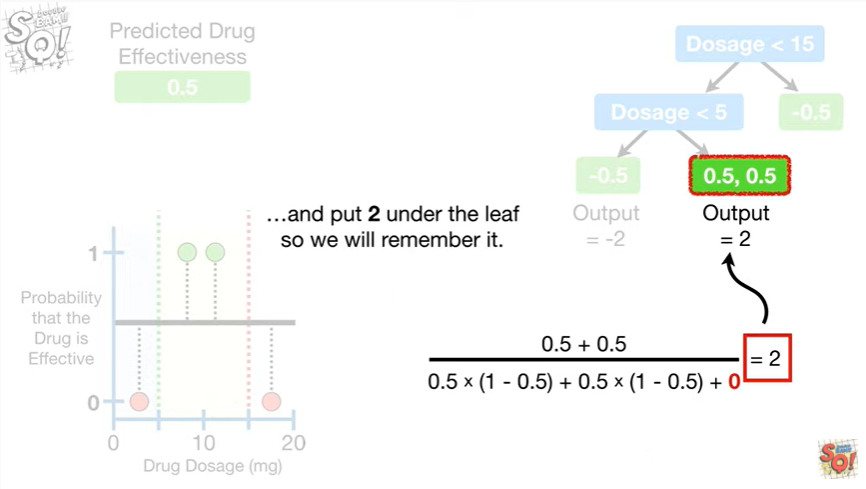 Predicted Drug
Effectiveness
0.5
Dosage < 15
Dosage < 5
-0.5
-0.5
0.5, 0.5
Output
= -2
Output
= 2
…and put 2 under the leaf
so we will remember it.
1
Probability
that the
Drug is
Effective
0
0
10
20
Drug Dosage (mg)
0.5 + 0.5
0.5 × (1 - 0.5) + 0.5 × (1 - 0.5) + 0
= 2
SQ!
SQ!